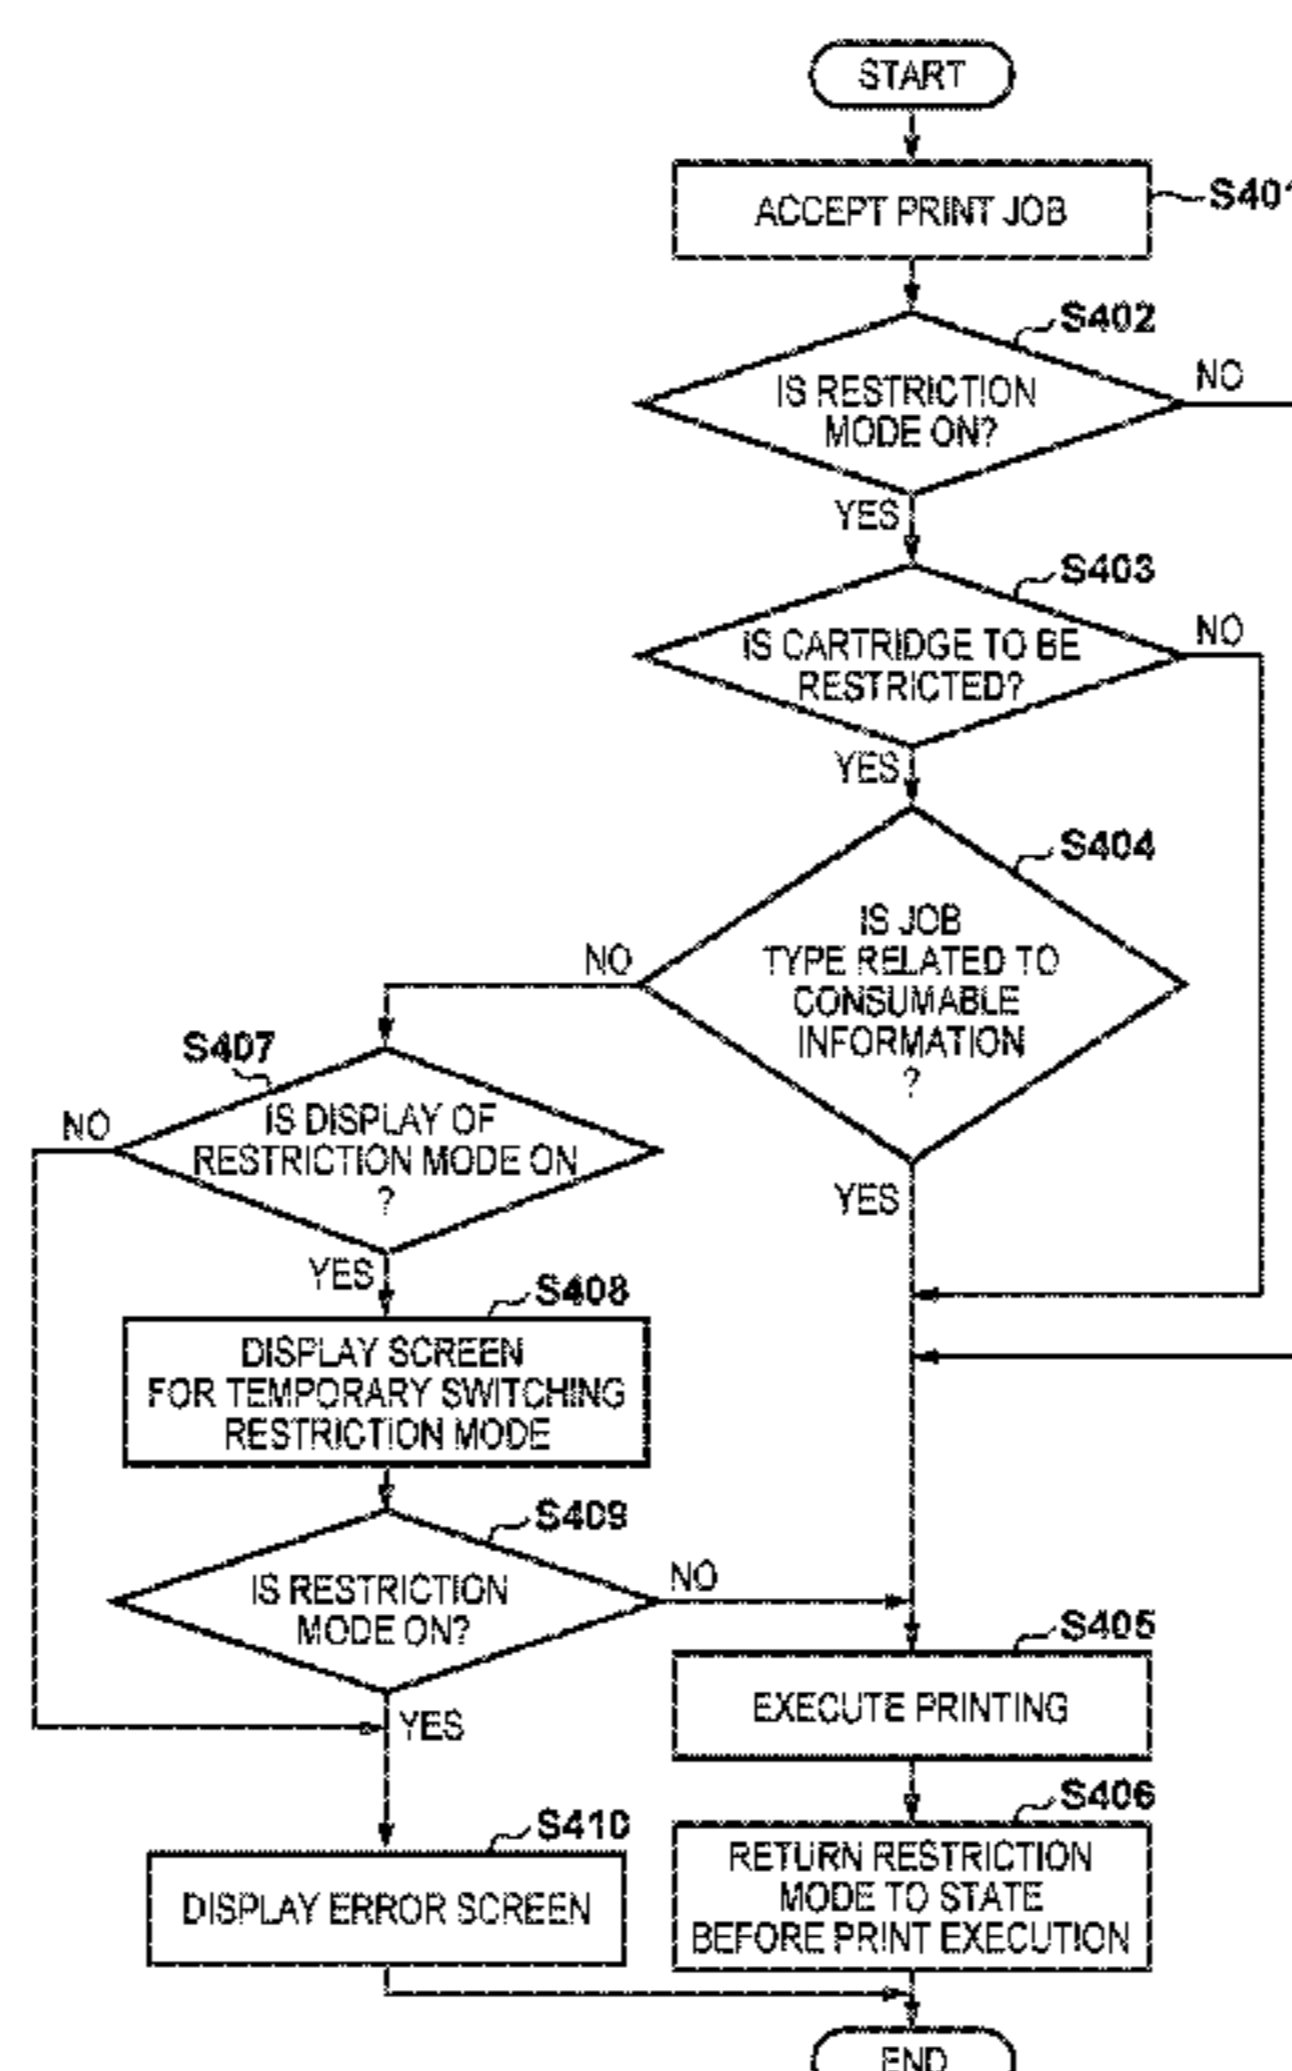 START
ACCEPT PRINT JOB
S401
S402
IS RESTRICTION
MODE ON?
NO
YES
S403
IS CARTRIDGE TO BE
RESTRICTED?
NO
YES
S404
IS JOB
TYPE RELATED TO
CONSUMABLE
INFORMATION
?
NO
YES
S407
IS DISPLAY OF
RESTRICTION MODE ON
?
NO
YES
S408
DISPLAY SCREEN
FOR TEMPORARY SWITCHING
RESTRICTION MODE
S409
IS RESTRICTION
MODE ON?
NO
YES
S405
EXECUTE PRINTING
S406
RETURN RESTRICTION
MODE TO STATE
BEFORE PRINT EXECUTION
S410
DISPLAY ERROR SCREEN
END